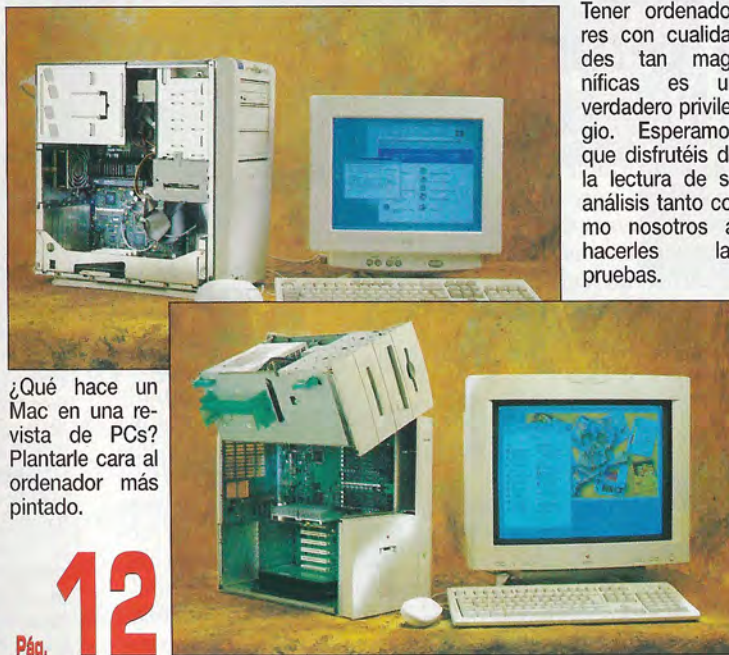 Tener ordenado
res con cualida
des tan mag
níficas es u
verdadero privile
gio. Esperamo
que disfrutéis d
la lectura de s
análisis tanto co
mo nosotros a
hacerles la
pruebas.
¿Qué hace un
Mac en una re-
vista de PCs?
Plantarle cara al
ordenador más
pintado.
Pág. 12